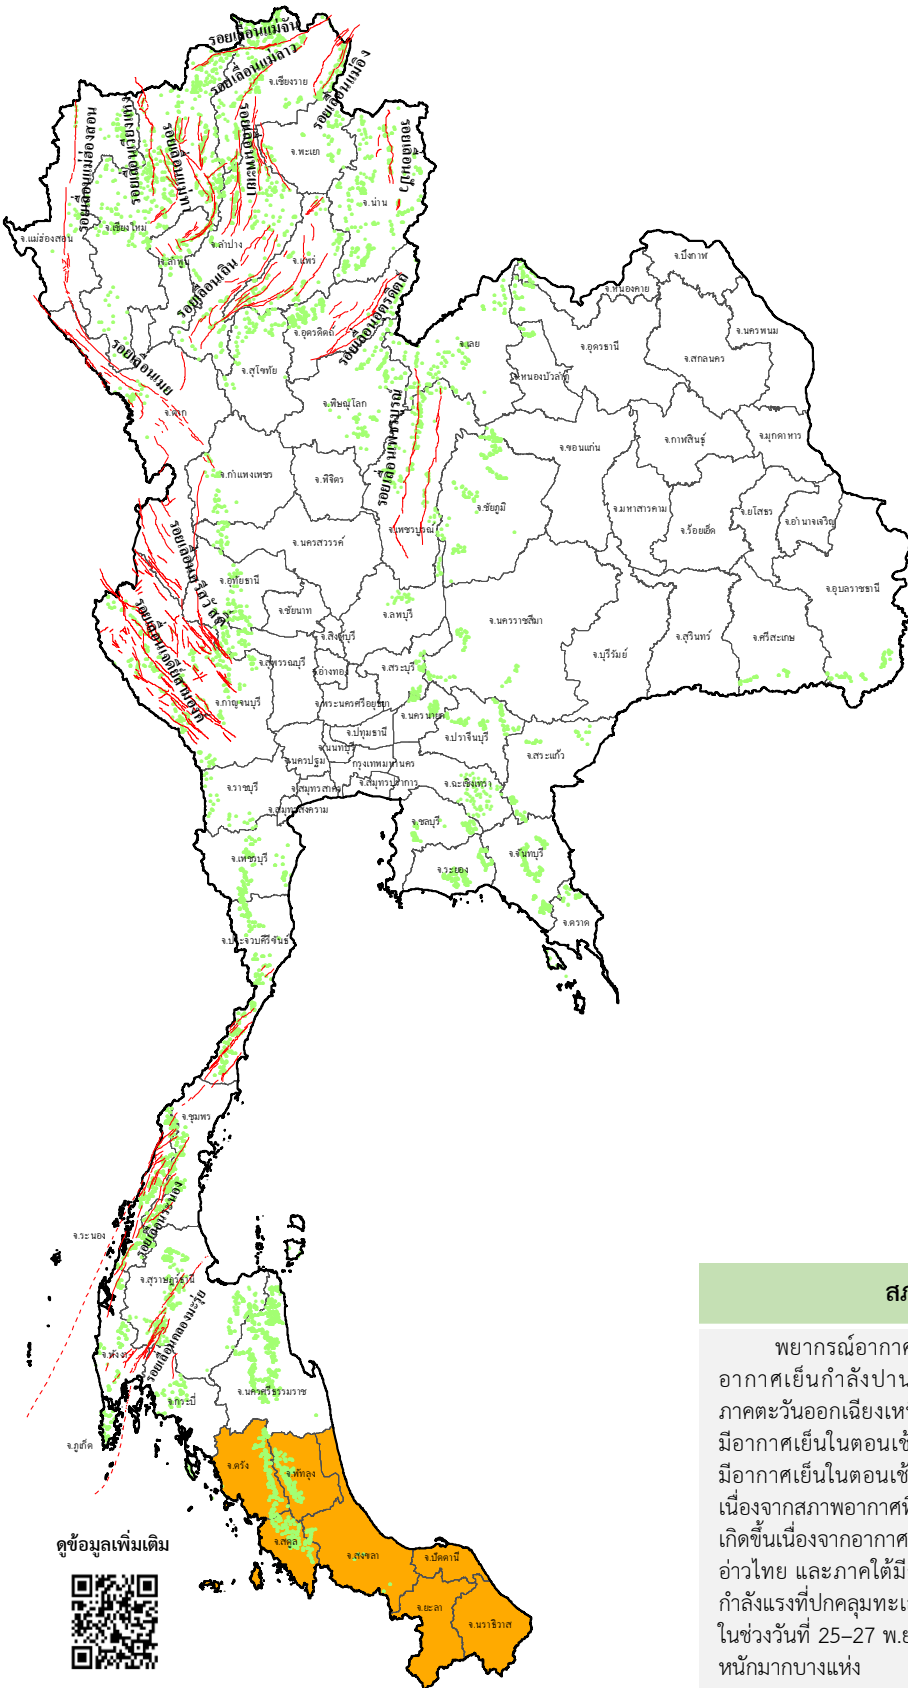 รอยเลื่อนแม่จัน
รอยเลื่อนแม่ลาว
รอยเลื่อนแม่อิง
จ.เชียงราย
รอยเลื่อนแม่ฮ่องสอน
รอยเลื่อนแม่ทา
รอยเลื่อนพะเยา
จ.พะเยา
รอยเลื่อนปัว
จ.น่าน
จ.เชียงใหม่
จ.แม่ฮ่องสอน
จ.ลำปาง
จ.ลำพูน
จ.แพร่
รอยเลื่อนเถิน
จ.บึงกาฬ
จ.หนองคาย
จ.อุตรดิตถ์
รอยเลื่อนอุตรดิตถ์
จ.เลย
จ.อุดรธานี
จ.นครพนม
จ.สกลนคร
รอยเลื่อนเมย
จ.สุโขทัย
จ.หนองบัวลำภู
จ.ตาก
จ.พิษณุโลก
รอยเลื่อนเพชรบูรณ์
จ.ขอนแก่น
จ.กาฬสินธุ์
จ.มุกดาหาร
จ.กำแพงเพชร
จ.พิจิตร
จ.ชัยภูมิ
จ.มหาสารคาม
จ.ยโสธร
จ.อำนาจเจริญ
จ.เพชรบูรณ์
จ.ร้อยเอ็ด
จ.นครสวรรค์
รอยเลื่อนศรีสวัสดิ์
จ.อุทัยธานี
จ.อุบลราชธานี
จ.ชัยนาท
จ.ลพบุรี
จ.นครราชสีมา
จ.สิงห์บุรี
จ.บุรีรัมย์
จ.สุรินทร์
จ.ศรีสะเกษ
รอยเลื่อนเจดีย์สามองค์
จ.สุพรรณบุรี
จ.อ่างทอง
จ.สระบุรี
จ.กาญจนบุรี
จ.พระนครศรีอยุธยา
จ.นครนายก
จ.ปทุมธานี
จ.ปราจีนบุรี
จ.นนทบุรี
จ.สระแก้ว
จ.นครปฐม
กรุงเทพมหานคร
จ.ราชบุรี
จ.สมุทรสาคร
จ.สมุทรปราการ
จ.ฉะเชิงเทรา
จ.สมุทรสงคราม
จ.ชลบุรี
จ.เพชรบุรี
จ.ระยอง
จ.จันทบุรี
จ.ตราด
จ.ประจวบคีรีขันธ์
จ.ชุมพร
จ.ระนอง
รอยเลื่อนระนอง
จ.สุราษฎร์ธานี
รอยเลื่อนคลองมะรุ่ย
จ.พังงา
จ.กระบี่
จ.นครศรีธรรมราช
จ.ภูเก็ต
จ.ตรัง
จ.พัทลุง
จ.สตูล
จ.สงขลา
จ.ปัตตานี
จ.ยะลา
จ.นราธิวาส
ดูข้อมูลเพิ่มเติม
สภ
พยากรณ์อากาศ
อากาศเย็นกำลังปาน
ภาคตะวันออกเฉียงเหน
มีอากาศเย็นในตอนเช้
มีอากาศเย็นในตอนเช้
เนื่องจากสภาพอากาศที่
เกิดขึ้นเนื่องจากอากาศ
อ่าวไทย และภาคใต้มี
กำลังแรงที่ปกคลุมทะเ
ในช่วงวันที่ 25–27 พ.ย
หนักมากบางแห่ง